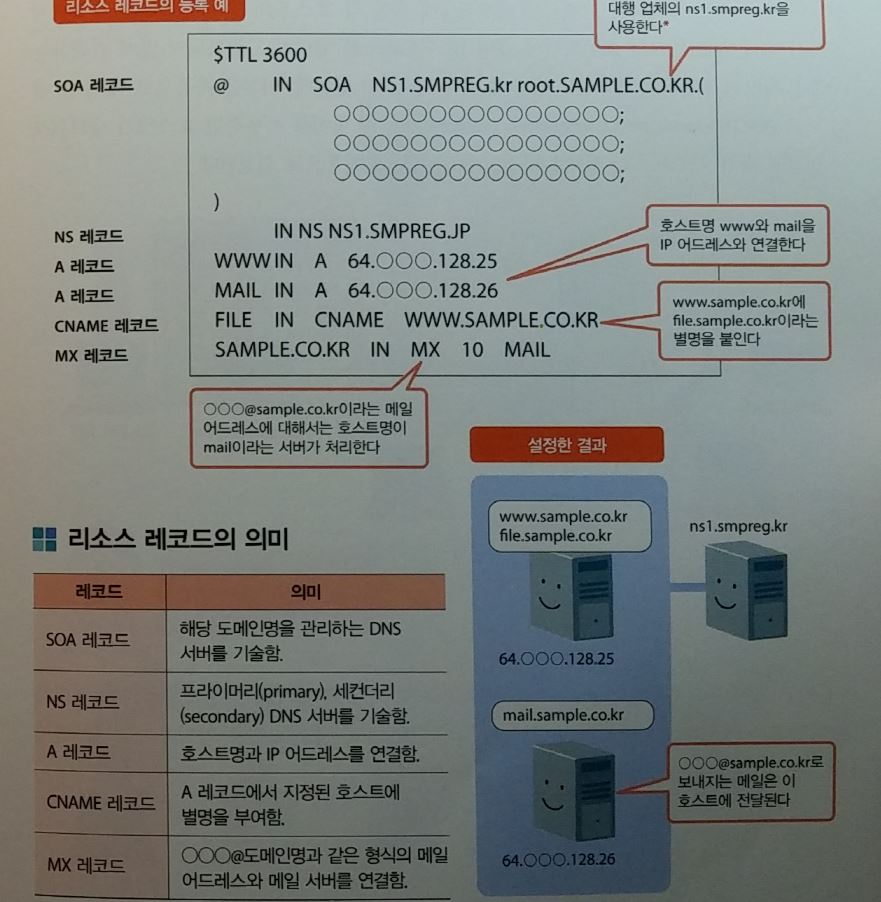 리소스 레코드의 등록 예
대행 업체의 ns1.smpreg.kr을
사용한다*
$TTL 3600
SOA 레코드 @ IN SOA NS1.SMPREG.kr root.SAMPLE.CO.KR.(
○○○○○○○○○○○○○○○;
○○○○○○○○○○○○○○○;
○○○○○○○○○○○○○○○;
)
NS 레코드 IN NS NS1.SMPREG.JP
A 레코드 WWW IN A 64.○○○.128.25
A 레코드 MAIL IN A 64.○○○.128.26
CNAME 레코드 FILE IN CNAME WWW.SAMPLE.CO.KR
MX 레코드 SAMPLE.CO.KR IN MX 10 MAIL
호스트명 www와 mail을
IP 어드레스와 연결한다
www.sample.co.kr에
file.sample.co.kr이라는
별명을 붙인다
○○○@sample.co.kr이라는 메일
어드레스에 대해서는 호스트명이
mail이라는 서버가 처리한다
리소스 레코드의 의미
레코드 의미
SOA 레코드 해당 도메인명을 관리하는 DNS
서버를 기술함.
NS 레코드 프라이머리(primary), 세컨더리
(secondary) DNS 서버를 기술함.
A 레코드 호스트명과 IP 어드레스를 연결함.
CNAME 레코드 A 레코드에서 지정된 호스트에
별명을 부여함.
MX 레코드 ○○○@도메인명과 같은 형식의 메일
어드레스와 메일 서버를 연결함.
설정한 결과
www.sample.co.kr
file.sample.co.kr
ns1.smpreg.kr
64.○○○.128.25
mail.sample.co.kr
○○○@sample.co.kr로
보내지는 메일은 이
호스트에 전달된다
64.○○○.128.26